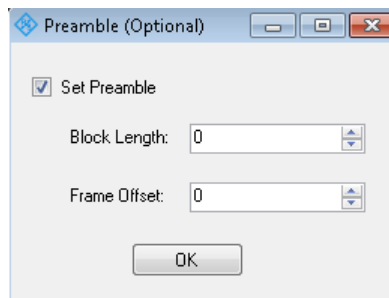 Preamble (Optional)
Set Preamble
Block Length: 0
Frame Offset: 0
OK